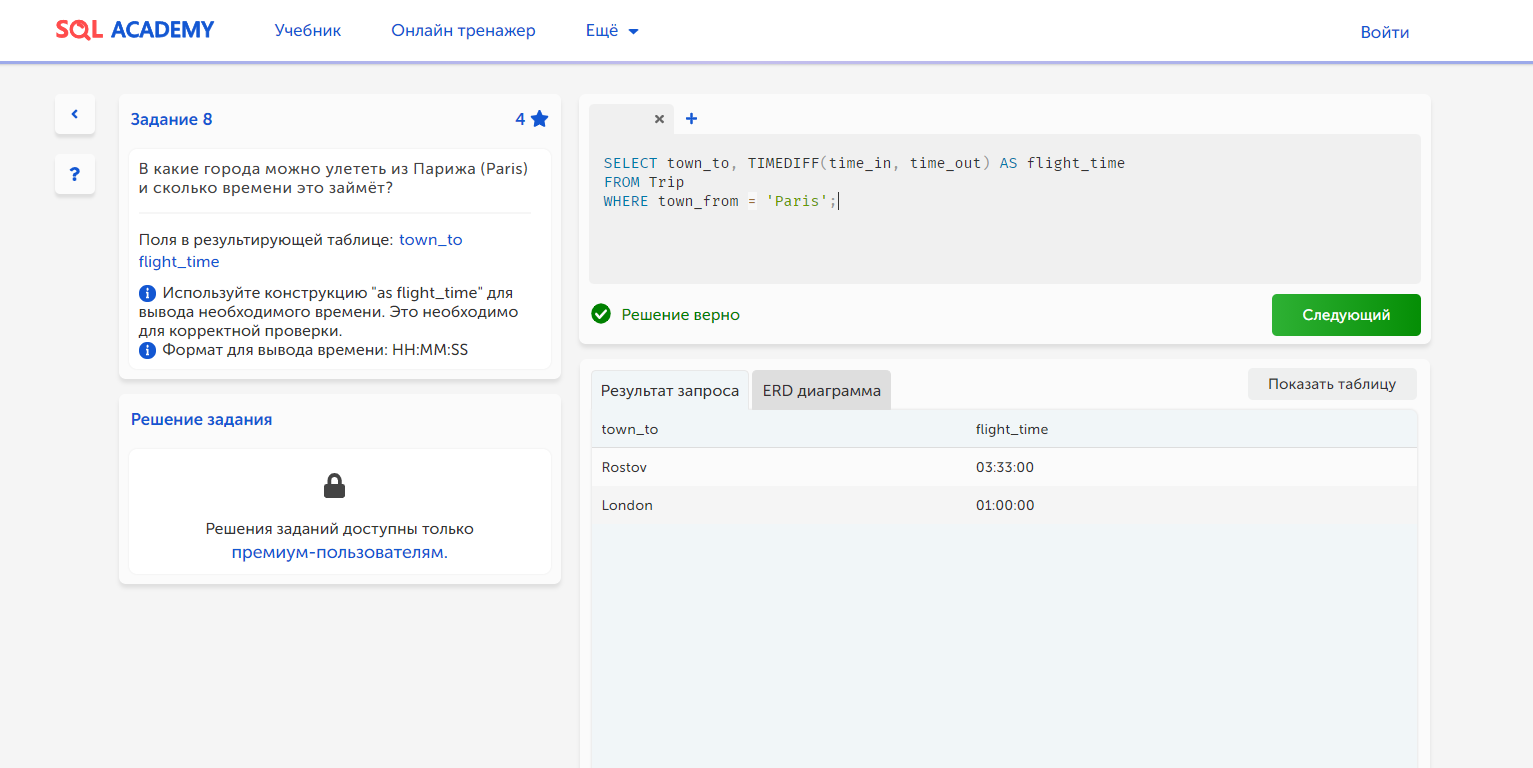 SQL ACADEMY
Учебник
Онлайн тренажер
Ещё
Войти
Задание 8
4
В какие города можно улететь из Парижа (Paris)
и сколько времени это займёт?
Поля в результирующей таблице: town_to
flight_time
Используйте конструкцию "as flight_time" для
вывода необходимого времени. Это необходимо
для корректной проверки.
Формат для вывода времени: HH:MM:SS
Решение задания
Решения заданий доступны только
премиум-пользователям.
SELECT town_to, TIMEDIFF(time_in, time_out) AS flight_time
FROM Trip
WHERE town_from = 'Paris';
Решение верно
Следующий
Результат запроса
ERD диаграмма
Показать таблицу
town_to flight_time
Rostov 03:33:00
London 01:00:00